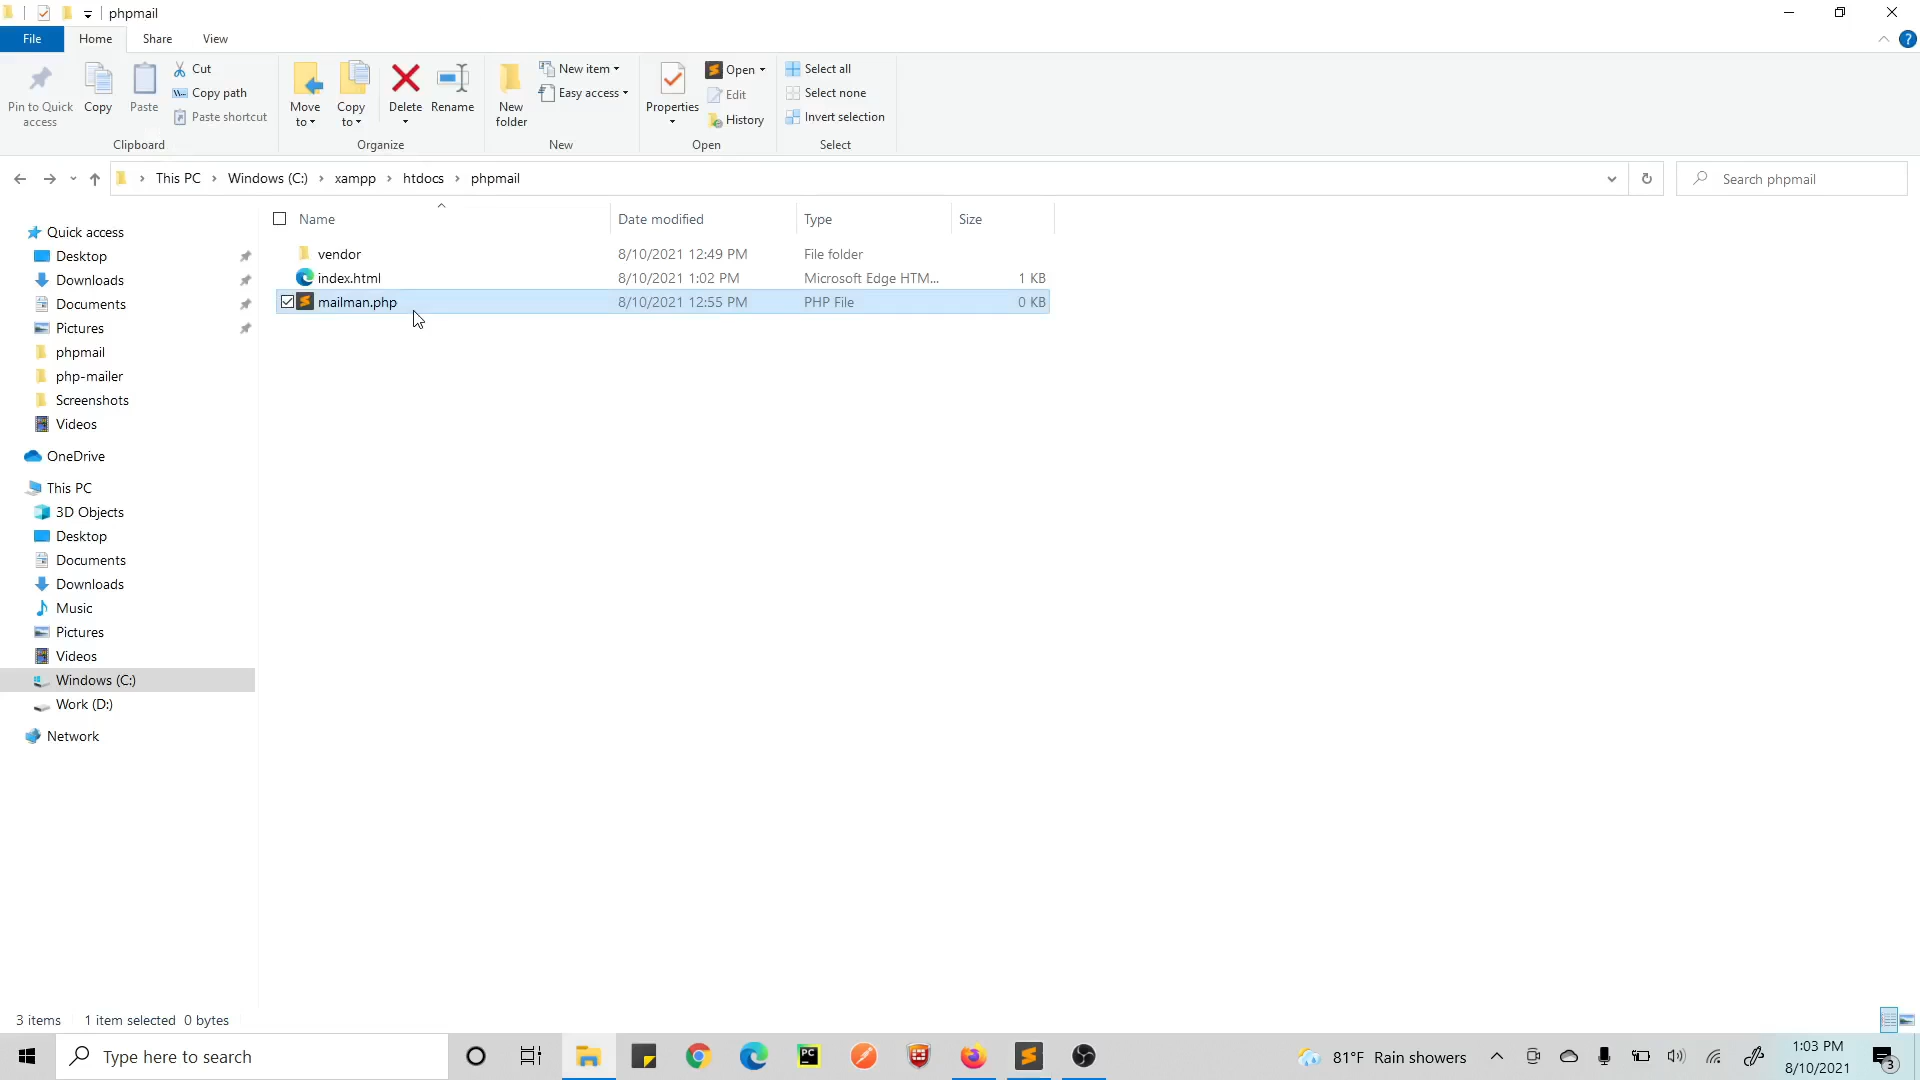 phpmail
File Home Share View
Pin to Quick access
Copy
Paste
Cut
Copy path
Paste shortcut
Clipboard
Move to
Copy to
Delete
Rename
Organize
New folder
New item
Easy access
New
Properties
Open
Edit
History
Open
Select all
Select none
Invert selection
Select
This PC > Windows (C:) > xampp > htdocs > phpmail
Search phpmail
Name Date modified Type Size
vendor 8/10/2021 12:49 PM File folder
index.html 8/10/2021 1:02 PM Microsoft Edge HTM... 1 KB
mailman.php 8/10/2021 12:55 PM PHP File 0 KB
Quick access
Desktop
Downloads
Documents
Pictures
phpmail
php-mailer
Screenshots
Videos
OneDrive
This PC
3D Objects
Desktop
Documents
Downloads
Music
Pictures
Videos
Windows (C:)
Work (D:)
Network
3 items 1 item selected 0 bytes
Type here to search
PC
81°F Rain showers
1:03 PM
8/10/2021
3